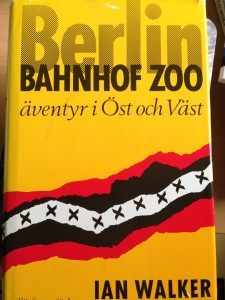 Berlin
BAHNHOF ZOO
äventyr i Öst och Väst
IAN WALKER